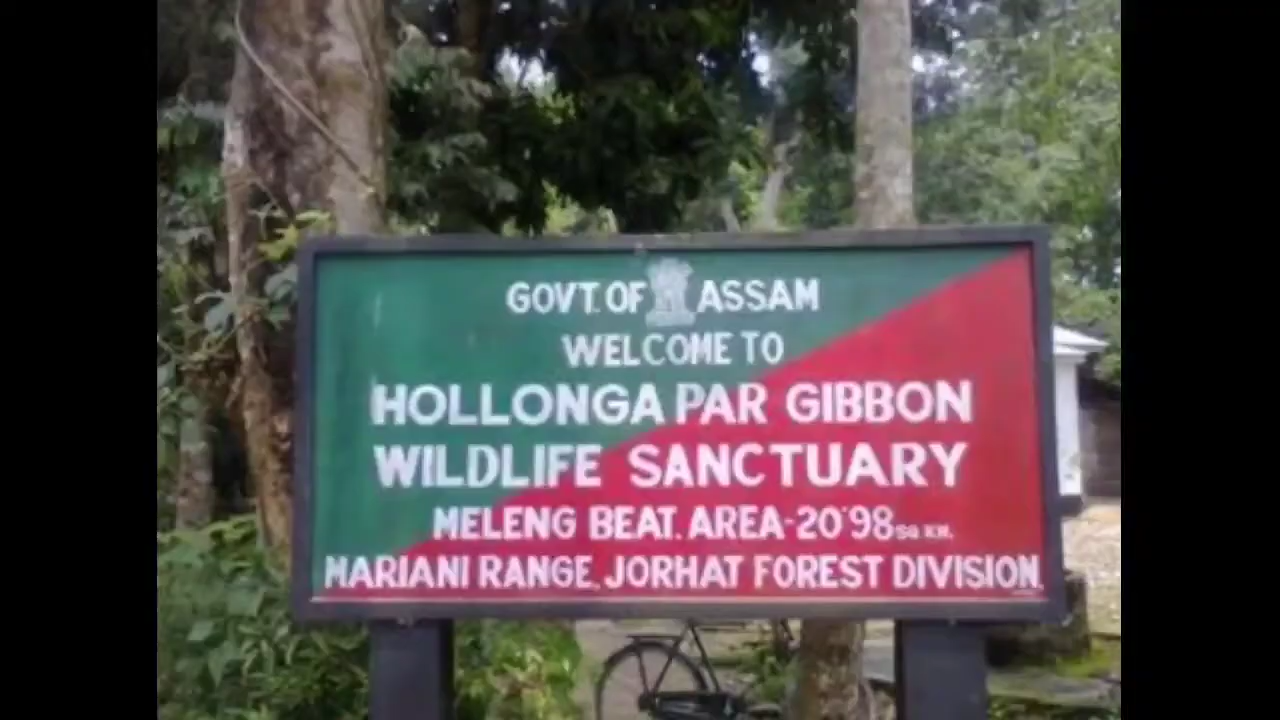 GOVT. OF ASSAM
WELCOME TO
HOLLONGA PAR GIBBON
WILDLIFE SANCTUARY
MELENG BEAT. AREA-20.98 SQ. KM.
MARIANI RANGE, JORHAT FOREST DIVISION.